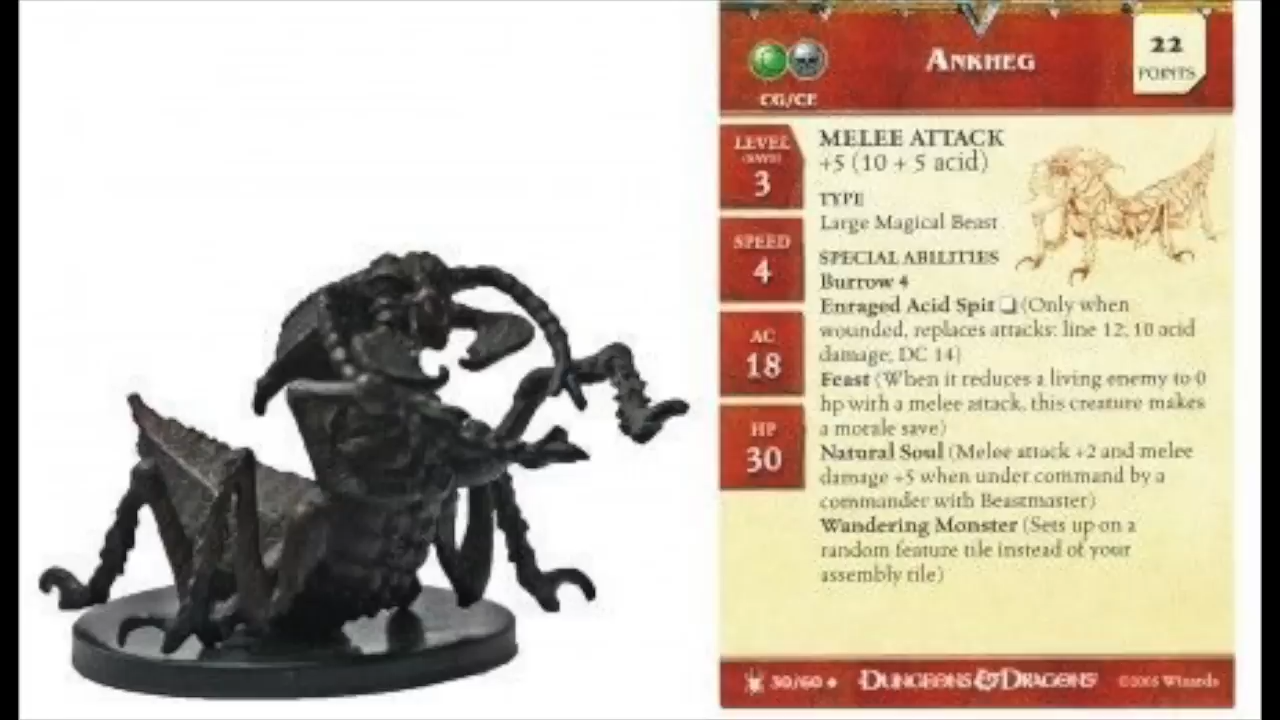 ANKHEG
22
POINTS
CG/CE
LEVEL
(SAVE)
3
SPEED
4
AC
18
HP
30
MELEE ATTACK
+5 (10 + 5 acid)
TYPE
Large Magical Beast
SPECIAL ABILITIES
Burrow 4
Enraged Acid Spit ❑ (Only when
wounded, replaces attacks: line 12; 10 acid
damage; DC 14)
Feast (When it reduces a living enemy to 0
hp with a melee attack, this creature makes
a morale save)
Natural Soul (Melee attack +2 and melee
damage +5 when under command by a
commander with Beastmaster)
Wandering Monster (Sets up on a
random feature tile instead of your
assembly tile)
30/60 ◆ DUNGEONS & DRAGONS ©2005 Wizards